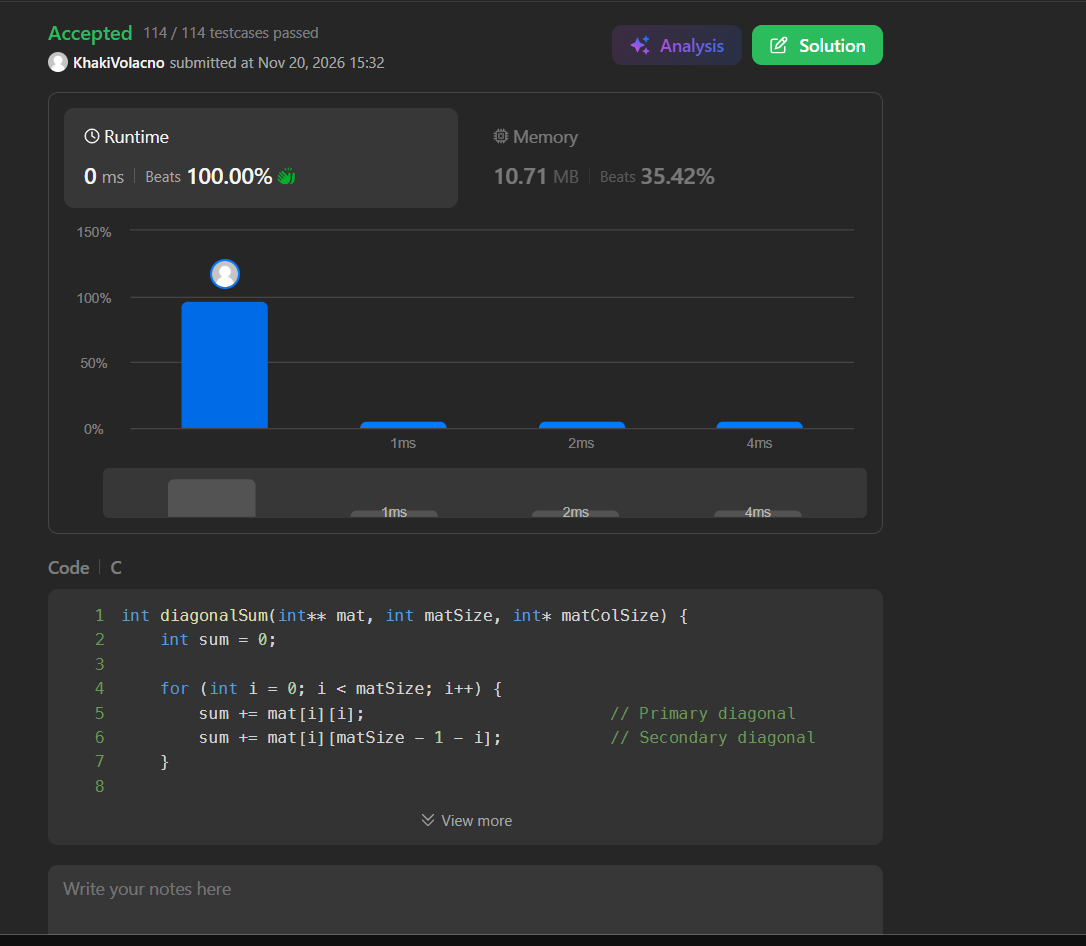 Accepted 114 / 114 testcases passed
KhakiVolacno submitted at Nov 20, 2026 15:32
Analysis
Solution
Runtime
0 ms Beats 100.00%
Memory
10.71 MB Beats 35.42%
150%
100%
50%
0%
1ms 2ms 4ms
1ms 2ms 4ms
Code C
1 int diagonalSum(int** mat, int matSize, int* matColSize) {
2     int sum = 0;
3
4     for (int i = 0; i < matSize; i++) {
5         sum += mat[i][i];           // Primary diagonal
6         sum += mat[i][matSize - 1 - i];           // Secondary diagonal
7     }
8
View more
Write your notes here